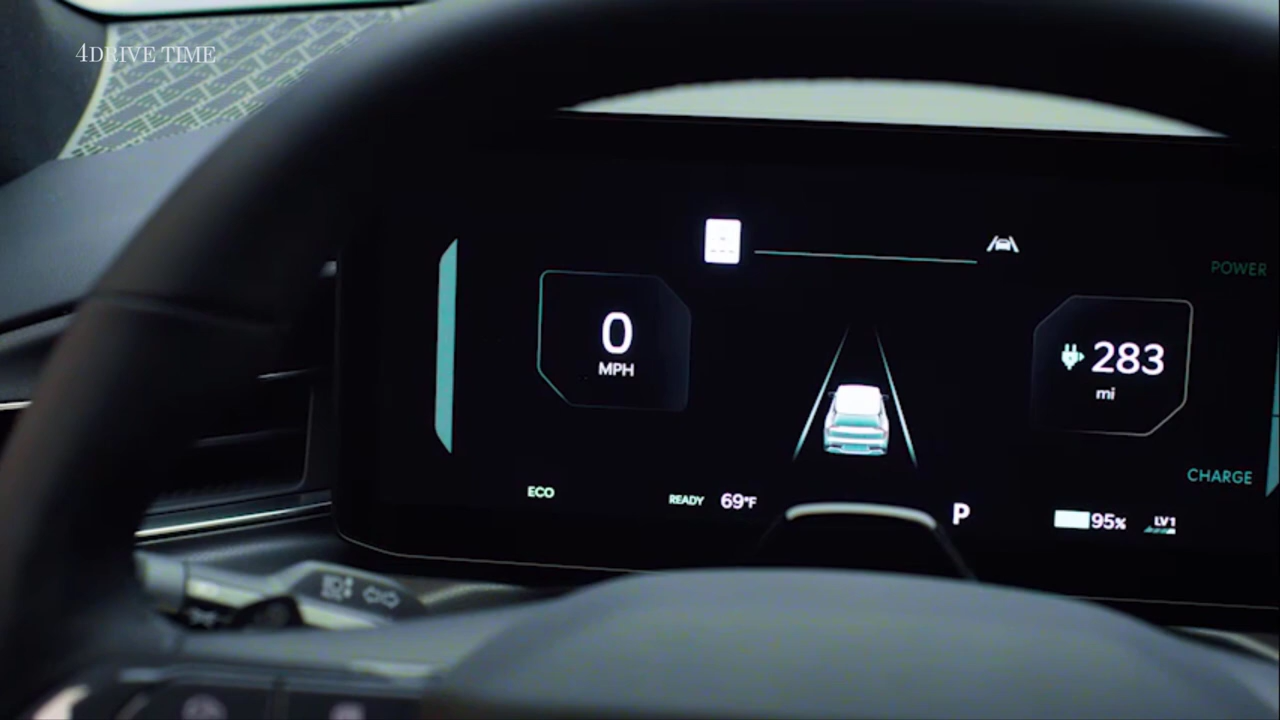 4DRIVE TIME
POWER
0
MPH
283
mi
CHARGE
ECO
READY 69°F
P
95%
LV1